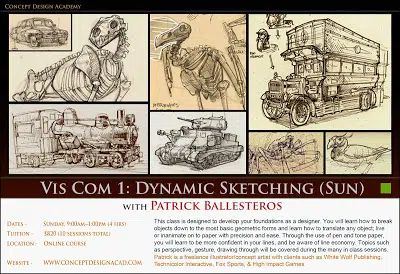 Concept Design Academy
Vis Com 1: Dynamic Sketching (Sun)
with Patrick Ballesteros
Dates - Sunday, 9:00am-1:00pm (4 hrs)
Tuition - $820 (10 sessions total)
Location - Online course
Website - www.conceptdesignacad.com
This class is designed to develop your foundations as a designer. You will learn how to break
objects down to the most basic geometric forms and learn how to translate any object; live
or inanimate on to paper with precision and ease. Through the use of pen and tone paper,
you will learn to be more confident in your lines, and be aware of line economy. Topics such
as perspective, gesture, drawing through will be covered during the many in class sessions.
Patrick is a freelance illustrator/concept artist with clients such as White Wolf Publishing,
Technicolor Interactive, Fox Sports, & High Impact Games